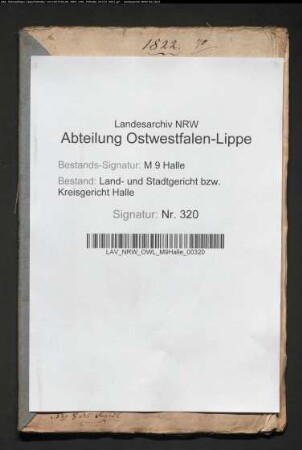 1822.
Landesarchiv NRW
Abteilung Ostwestfalen-Lippe
Bestands-Signatur: M 9 Halle
Bestand: Land- und Stadtgericht bzw.
Kreisgericht Halle
Signatur: Nr. 320
LAV_NRW_OWL_M9Halle_00320